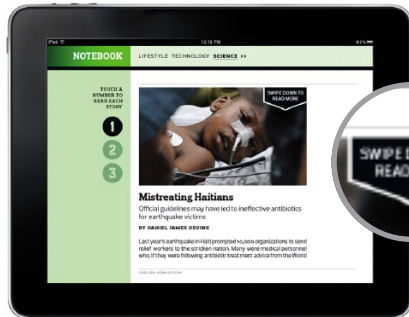 iPad
12:18 PM
NOTEBOOK
LIFESTYLE TECHNOLOGY SCIENCE >>
TOUCH A
NUMBER TO
READ EACH
STORY
1
2
3
SWIPE DOWN TO
READ MORE
SWIPE D
READ
Mistreating Haitians
Official guidelines may have led to ineffective antibiotics
for earthquake victims
BY DANIEL JAMES DEVINE
Last year's earthquake in Haiti prompted 10,000 organizations to send
relief workers to the stricken nation. Many were medical personnel
who, if they were following antibiotic treatment advice from the World